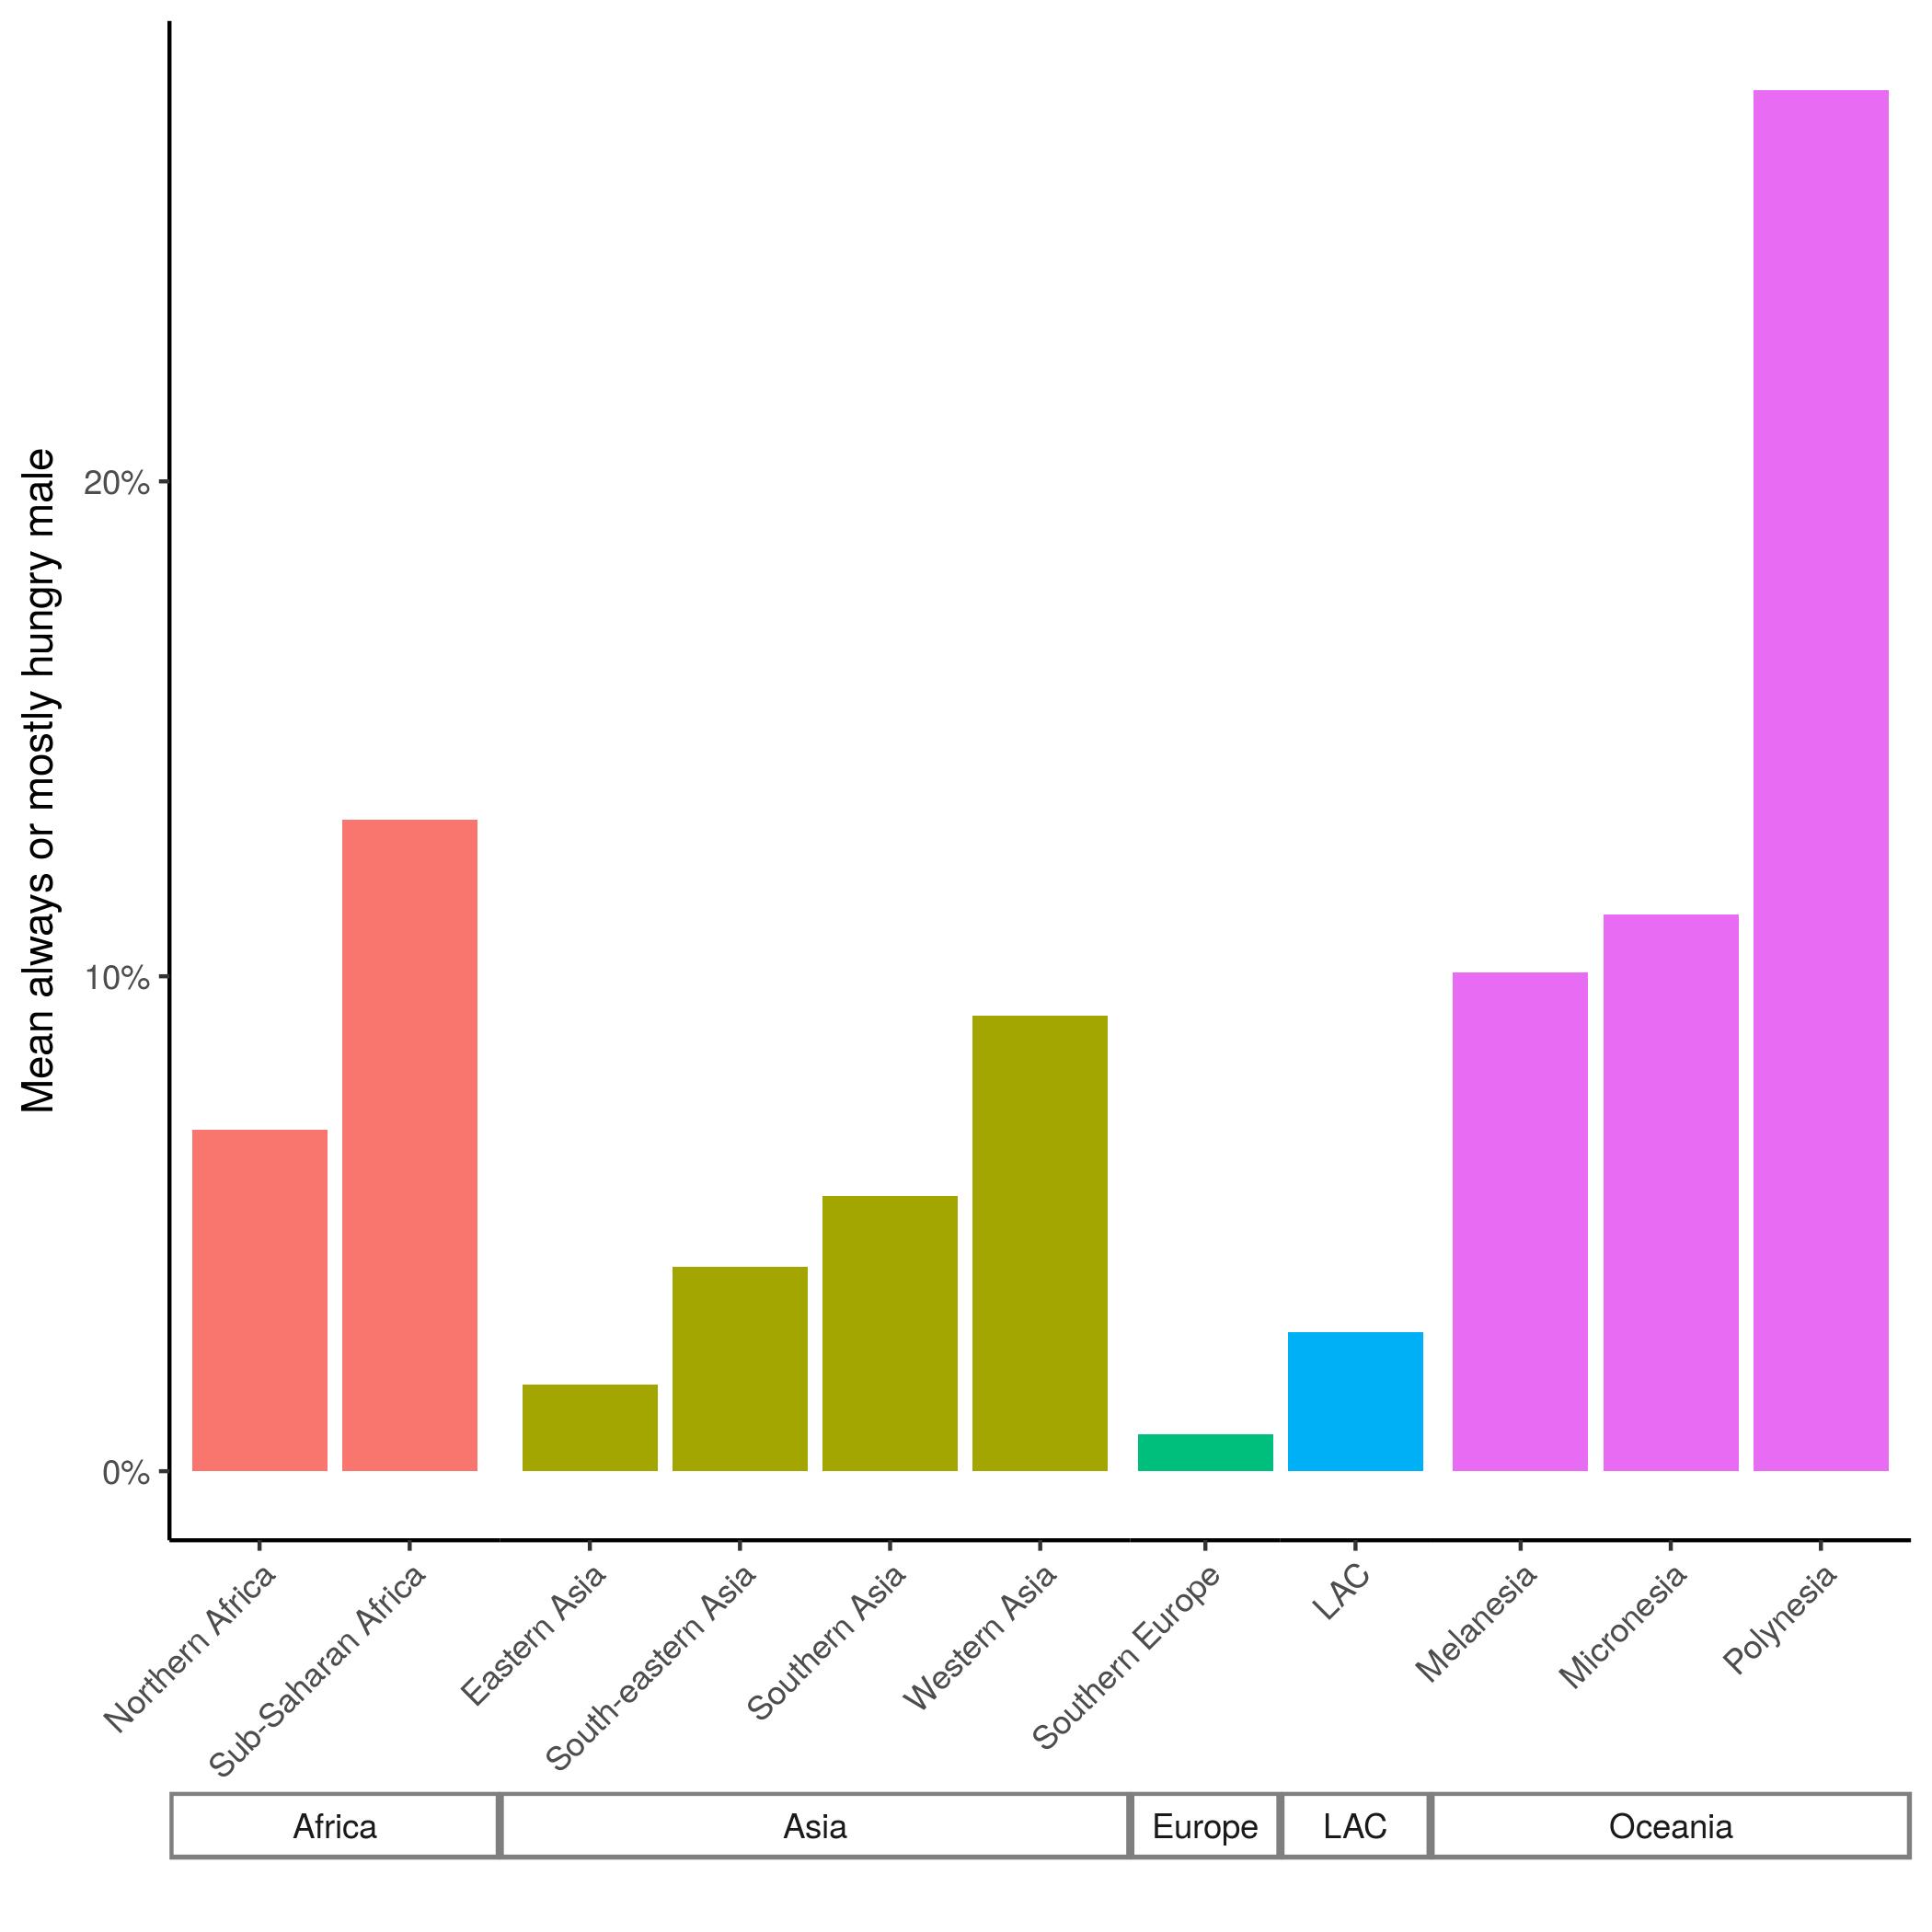 Mean always or mostly hungry male
20%
10%
0%
Northern Africa
Sub-Saharan Africa
Eastern Asia
South-eastern Asia
Southern Asia
Western Asia
Southern Europe
LAC
Melanesia
Micronesia
Polynesia
Africa
Asia
Europe
LAC
Oceania